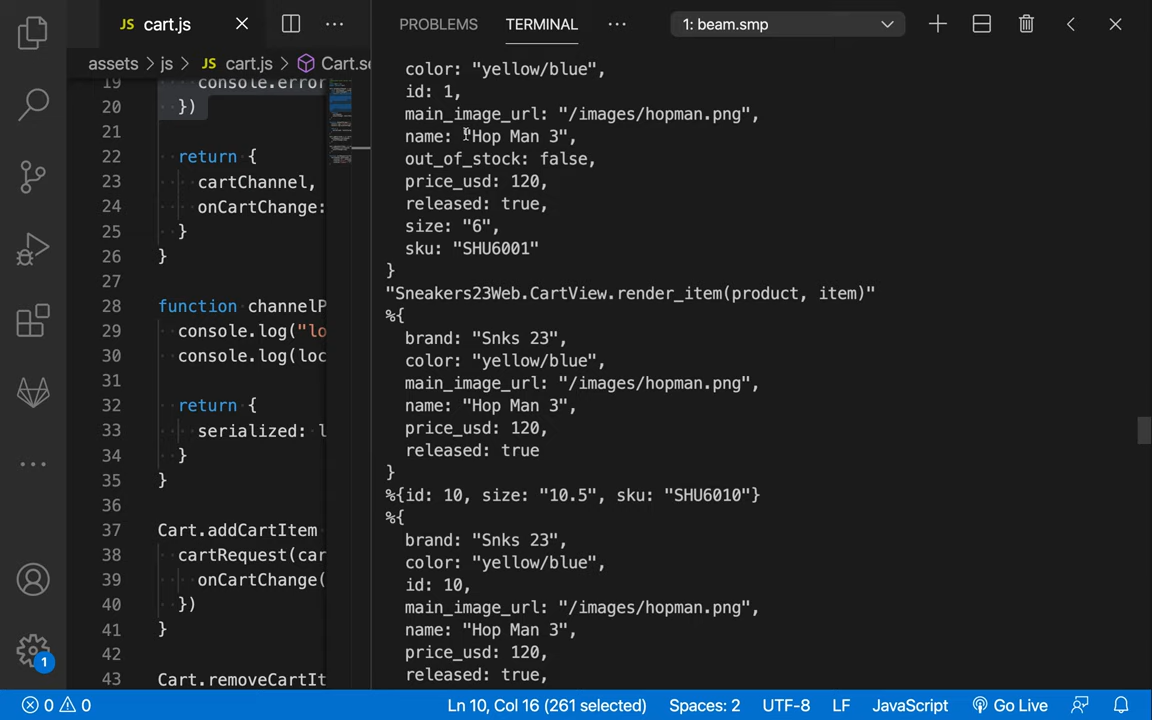 JS cart.js
PROBLEMS
TERMINAL
1: beam.smp
assets > js > JS cart.js > Cart.se
19 console.error
20 })
21
22 return {
23 cartChannel,
24 onCartChange:
25 }
26 }
27
28 function channelP
29 console.log("lo
30 console.log(loc
31
32 return {
33 serialized: l
34 }
35 }
36
37 Cart.addCartItem
38 cartRequest(car
39 onCartChange(
40 })
41 }
42
43 Cart.removeCartIt
color: "yellow/blue",
id: 1,
main_image_url: "/images/hopman.png",
name: "Hop Man 3",
out_of_stock: false,
price_usd: 120,
released: true,
size: "6",
sku: "SHU6001"
}
"Sneakers23Web.CartView.render_item(product, item)"
%{
brand: "Snks 23",
color: "yellow/blue",
main_image_url: "/images/hopman.png",
name: "Hop Man 3",
price_usd: 120,
released: true
}
%{id: 10, size: "10.5", sku: "SHU6010"}
%{
brand: "Snks 23",
color: "yellow/blue",
id: 10,
main_image_url: "/images/hopman.png",
name: "Hop Man 3",
price_usd: 120,
released: true,
1
0 0
Ln 10, Col 16 (261 selected)
Spaces: 2
UTF-8
LF
JavaScript
Go Live